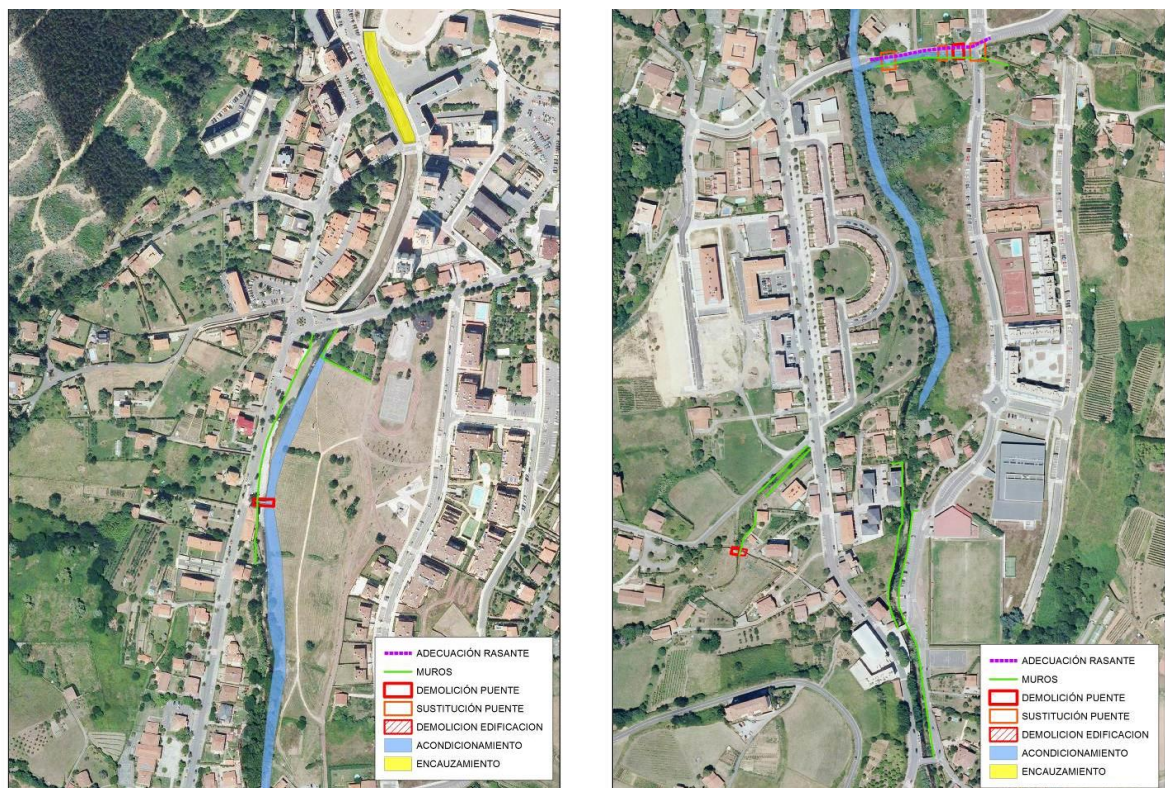 ADECUACIÓN RASANTE
MUROS
DEMOLICIÓN PUENTE
SUSTITUCIÓN PUENTE
DEMOLICION EDIFICACION
ACONDICIONAMIENTO
ENCAUZAMIENTO
ADECUACIÓN RASANTE
MUROS
DEMOLICIÓN PUENTE
SUSTITUCIÓN PUENTE
DEMOLICION EDIFICACION
ACONDICIONAMIENTO
ENCAUZAMIENTO